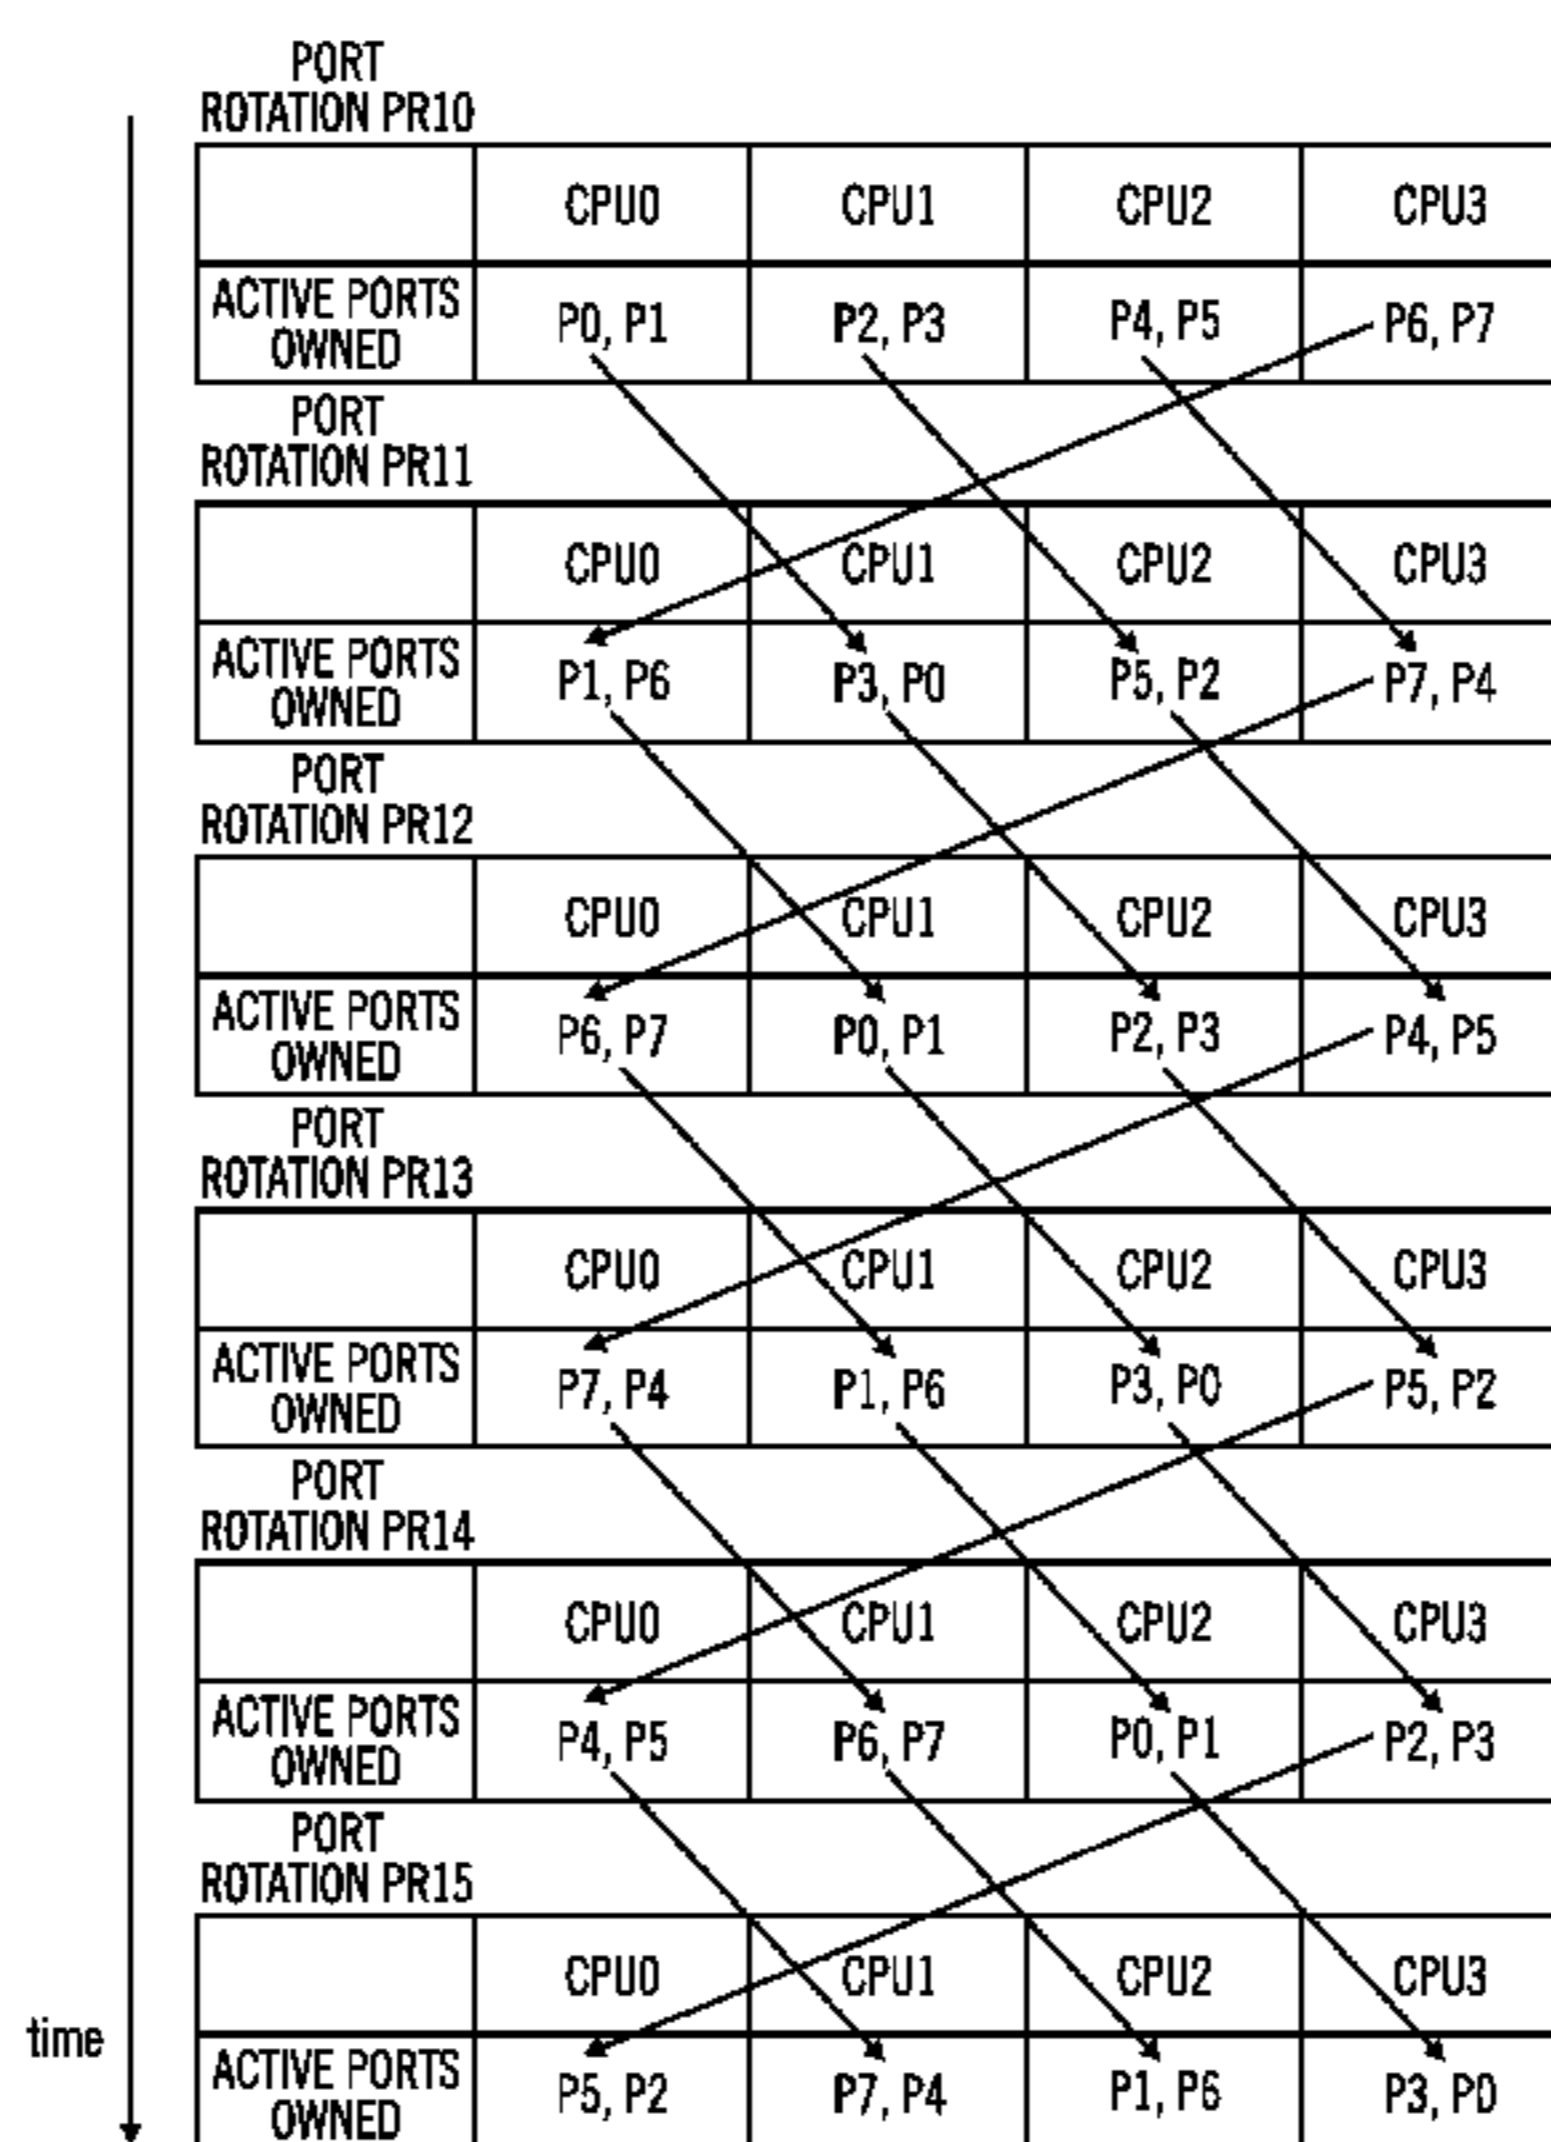 PORT
ROTATION PR10
CPU0 CPU1 CPU2 CPU3
ACTIVE PORTS
OWNED
P0, P1 P2, P3 P4, P5 P6, P7
PORT
ROTATION PR11
CPU0 CPU1 CPU2 CPU3
ACTIVE PORTS
OWNED
P1, P6 P3, P0 P5, P2 P7, P4
PORT
ROTATION PR12
CPU0 CPU1 CPU2 CPU3
ACTIVE PORTS
OWNED
P6, P7 P0, P1 P2, P3 P4, P5
PORT
ROTATION PR13
CPU0 CPU1 CPU2 CPU3
ACTIVE PORTS
OWNED
P7, P4 P1, P6 P3, P0 P5, P2
PORT
ROTATION PR14
CPU0 CPU1 CPU2 CPU3
ACTIVE PORTS
OWNED
P4, P5 P6, P7 P0, P1 P2, P3
PORT
ROTATION PR15
CPU0 CPU1 CPU2 CPU3
time
ACTIVE PORTS
OWNED
P5, P2 P7, P4 P1, P6 P3, P0